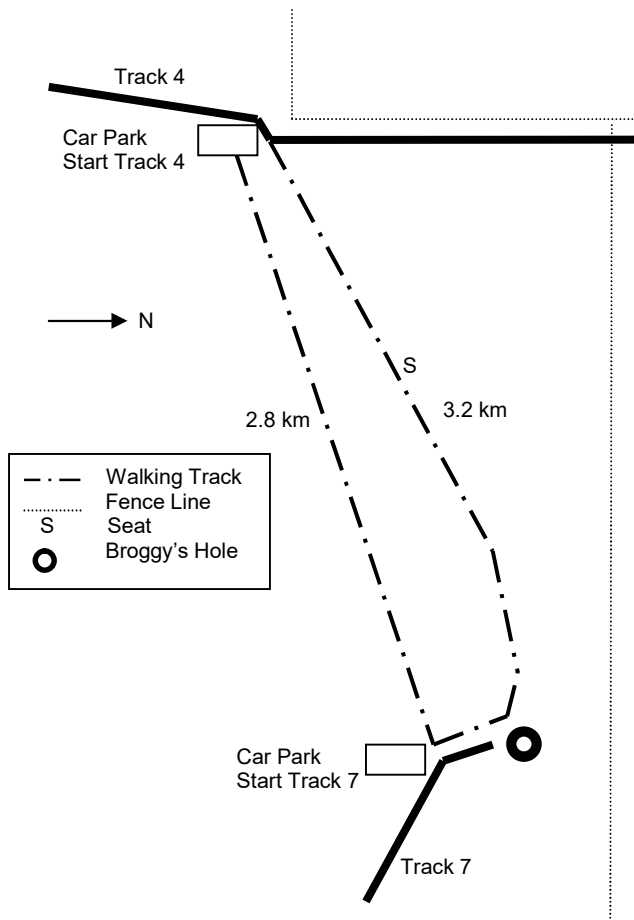 Track 4
Car Park
Start Track 4
N
S
3.2 km
2.8 km
Walking Track
Fence Line
S Seat
Broggy's Hole
Car Park
Start Track 7
Track 7